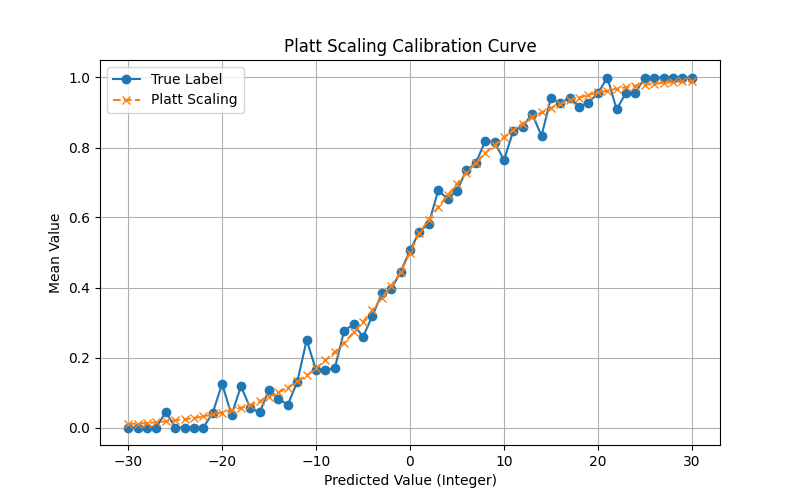 Platt Scaling Calibration Curve
True Label
Platt Scaling
Mean Value
1.0
0.8
0.6
0.4
0.2
0.0
−30 −20 −10 0 10 20 30
Predicted Value (Integer)